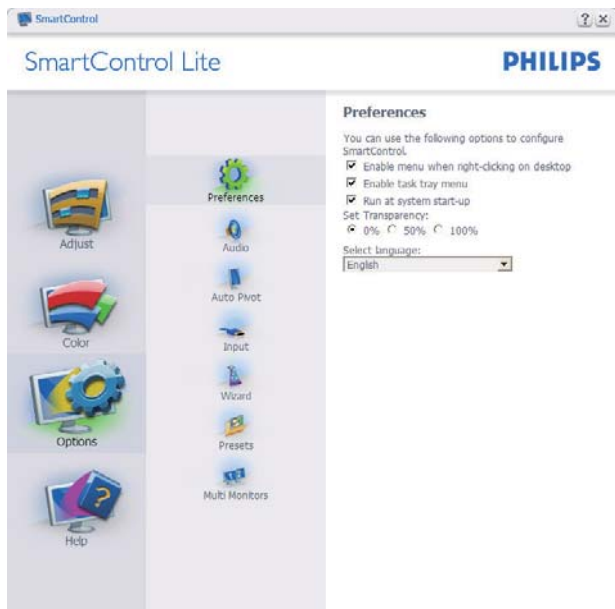 SmartControl
SmartControl Lite
PHILIPS
Adjust
Color
Options
Help
Preferences
Audio
Auto Pivot
Input
Wizard
Presets
Multi Monitors
Preferences
You can use the following options to configure
SmartControl.
Enable menu when right-clicking on desktop
Enable task tray menu
Run at system start-up
Set Transparency:
0% 50% 100%
Select language:
English